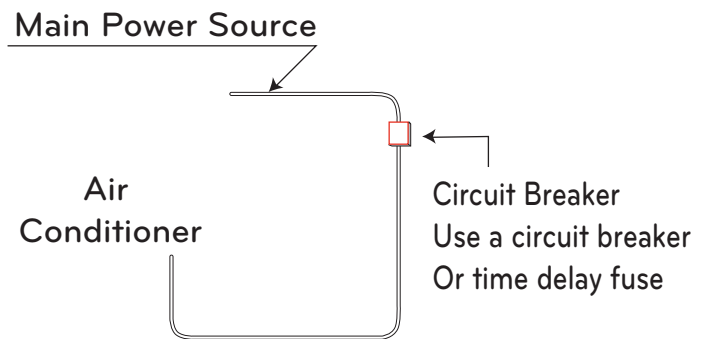 Main Power Source
Air
Conditioner
Circuit Breaker
Use a circuit breaker
Or time delay fuse